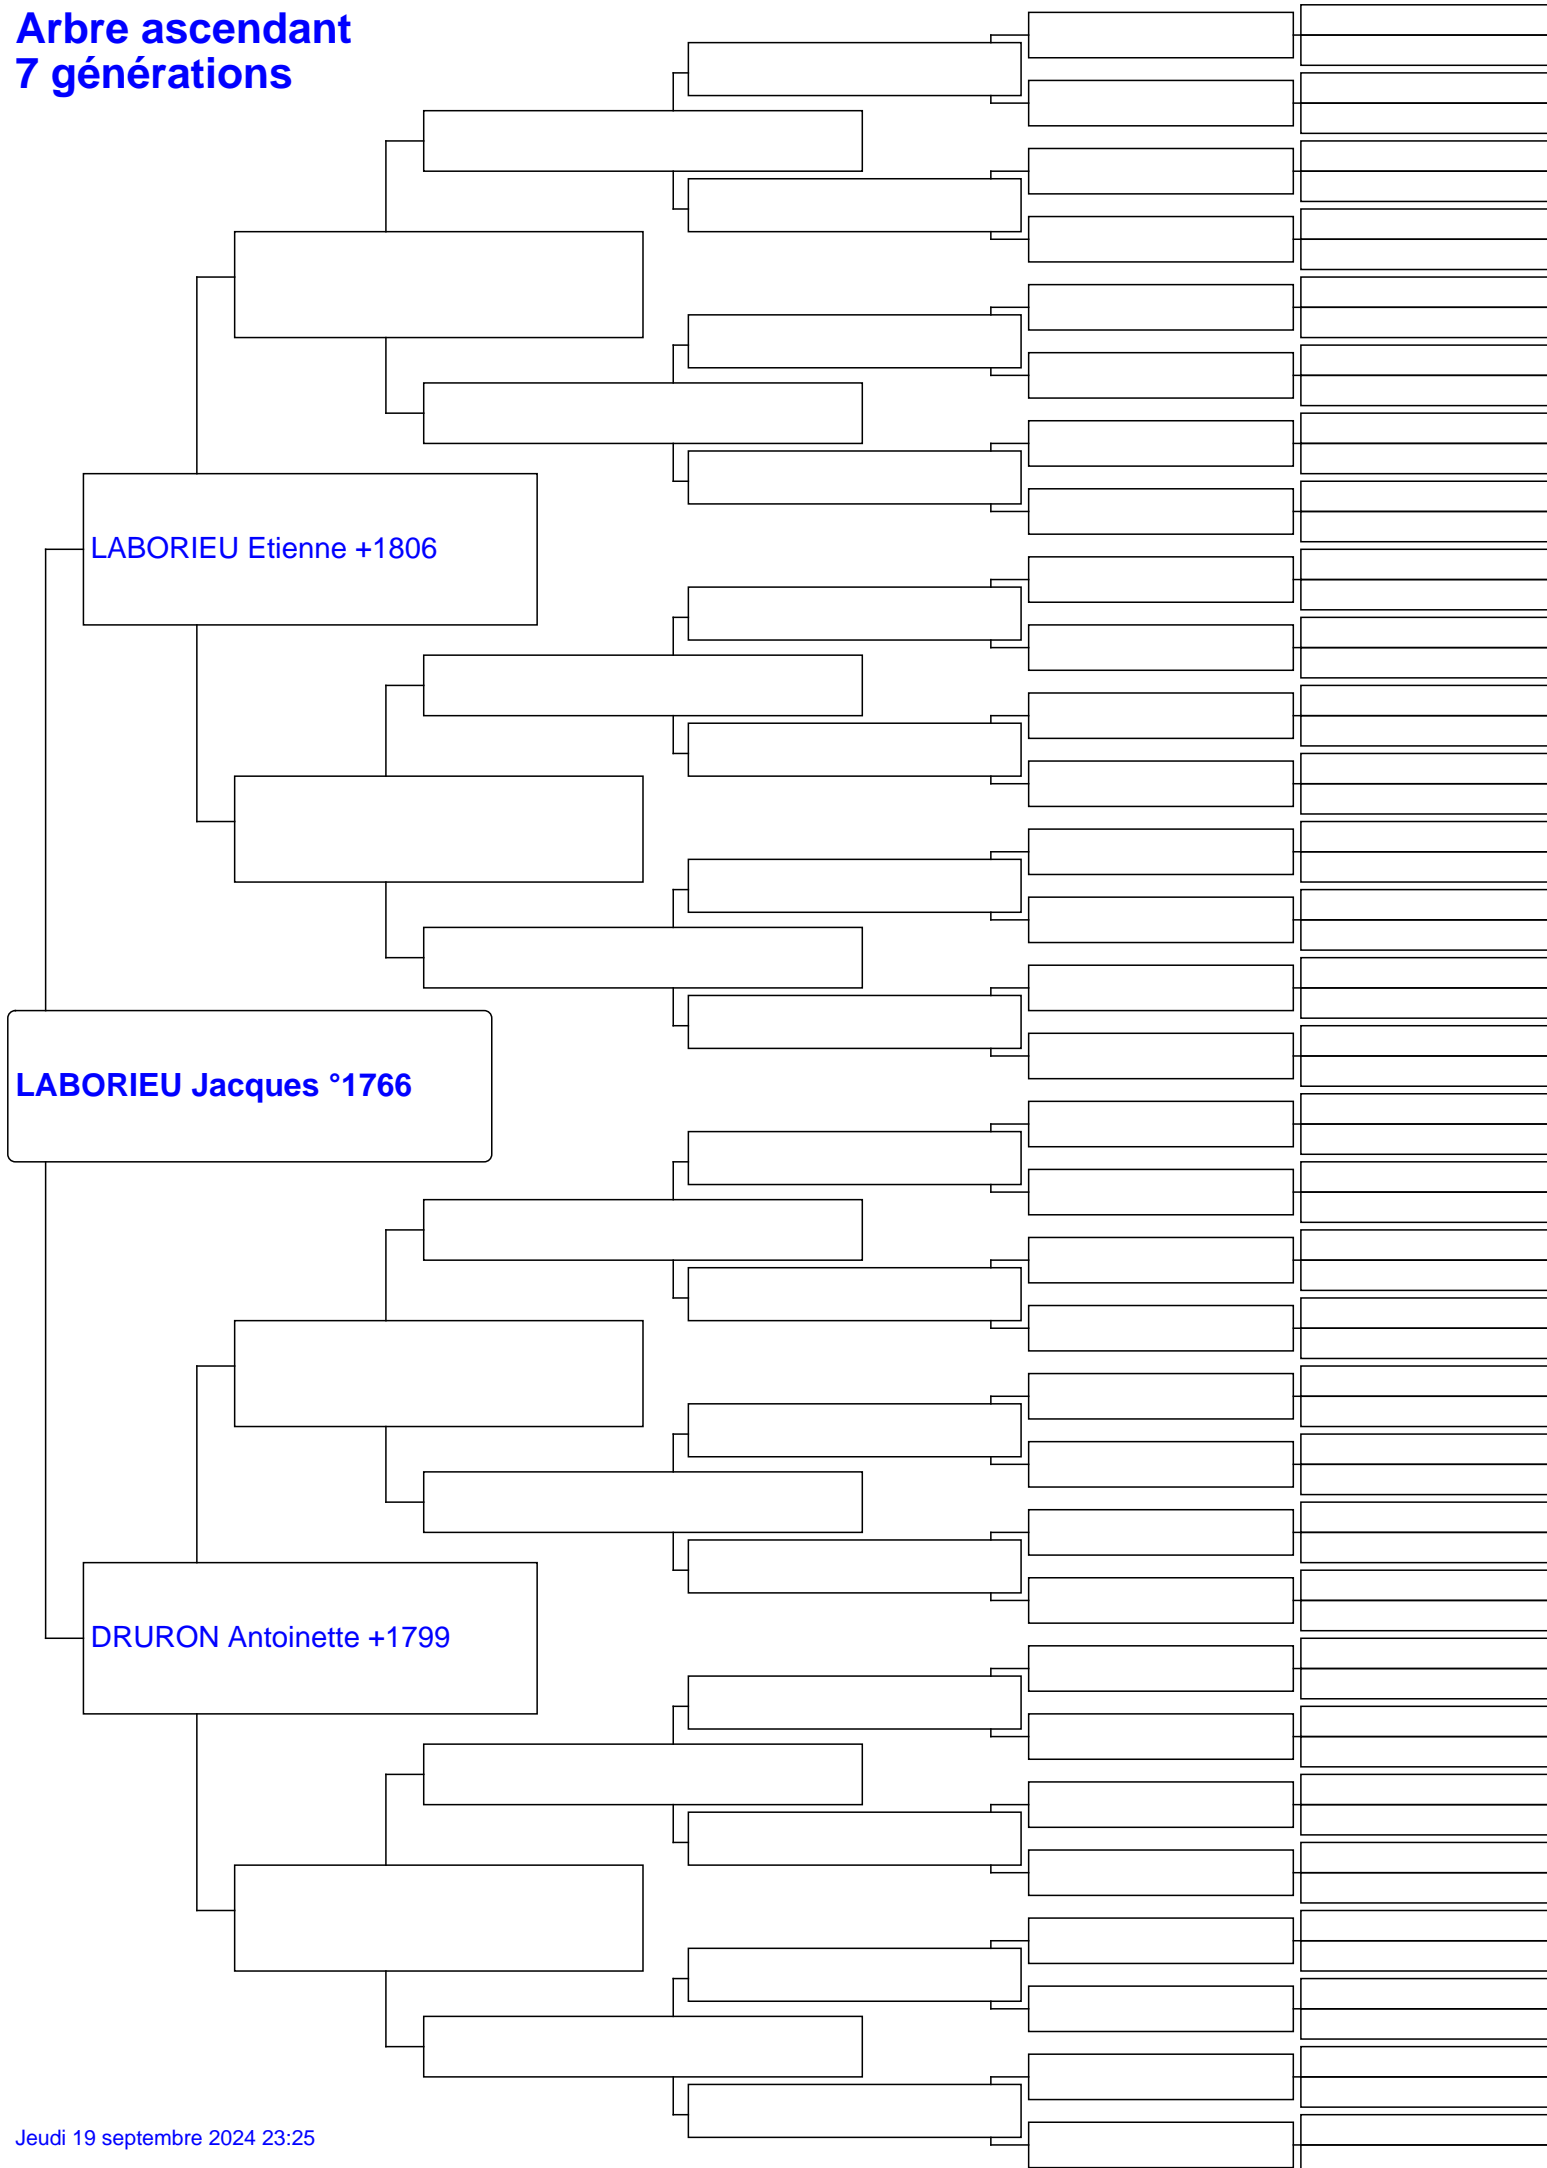 Arbre ascendant
7 générations
LABORIEU Etienne +1806
LABORIEU Jacques °1766
DRURON Antoinette +1799
Jeudi 19 septembre 2024 23:25